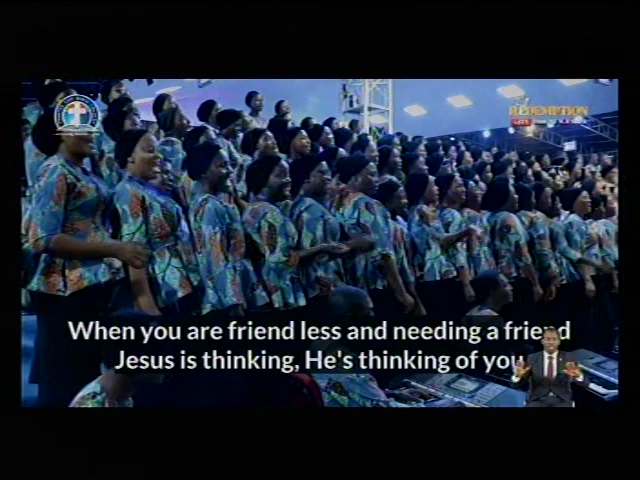 REDEMPTION
When you are friend less and needing a friend
Jesus is thinking, He's thinking of you